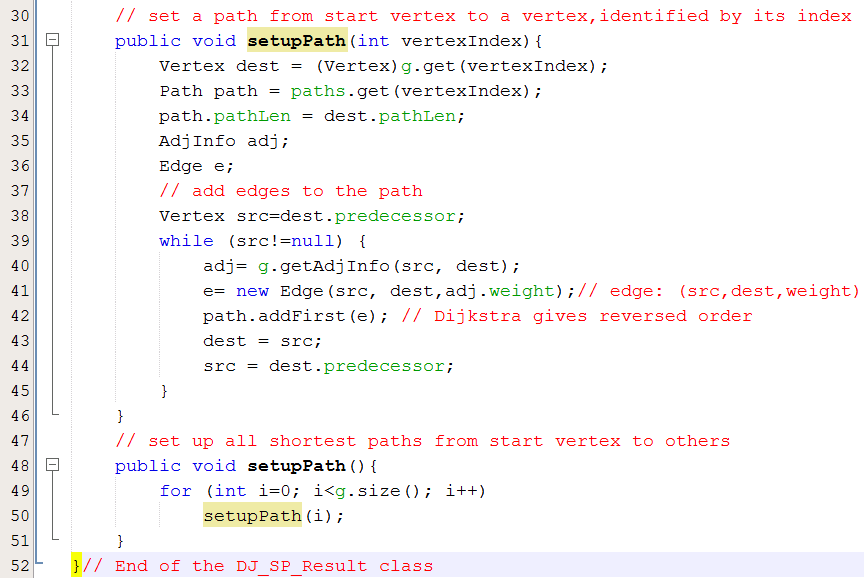 30 // set a path from start vertex to a vertex,identified by its index
31 public void setupPath(int vertexIndex){
32 Vertex dest = (Vertex)g.get(vertexIndex);
33 Path path = paths.get(vertexIndex);
34 path.pathLen = dest.pathLen;
35 AdjInfo adj;
36 Edge e;
37 // add edges to the path
38 Vertex src=dest.predecessor;
39 while (src!=null) {
40 adj= g.getAdjInfo(src, dest);
41 e= new Edge(src, dest,adj.weight);// edge: (src,dest,weight)
42 path.addFirst(e); // Dijkstra gives reversed order
43 dest = src;
44 src = dest.predecessor;
45 }
46 }
47 // set up all shortest paths from start vertex to others
48 public void setupPath(){
49 for (int i=0; i<g.size(); i++)
50 setupPath(i);
51 }
52 }// End of the DJ_SP_Result class